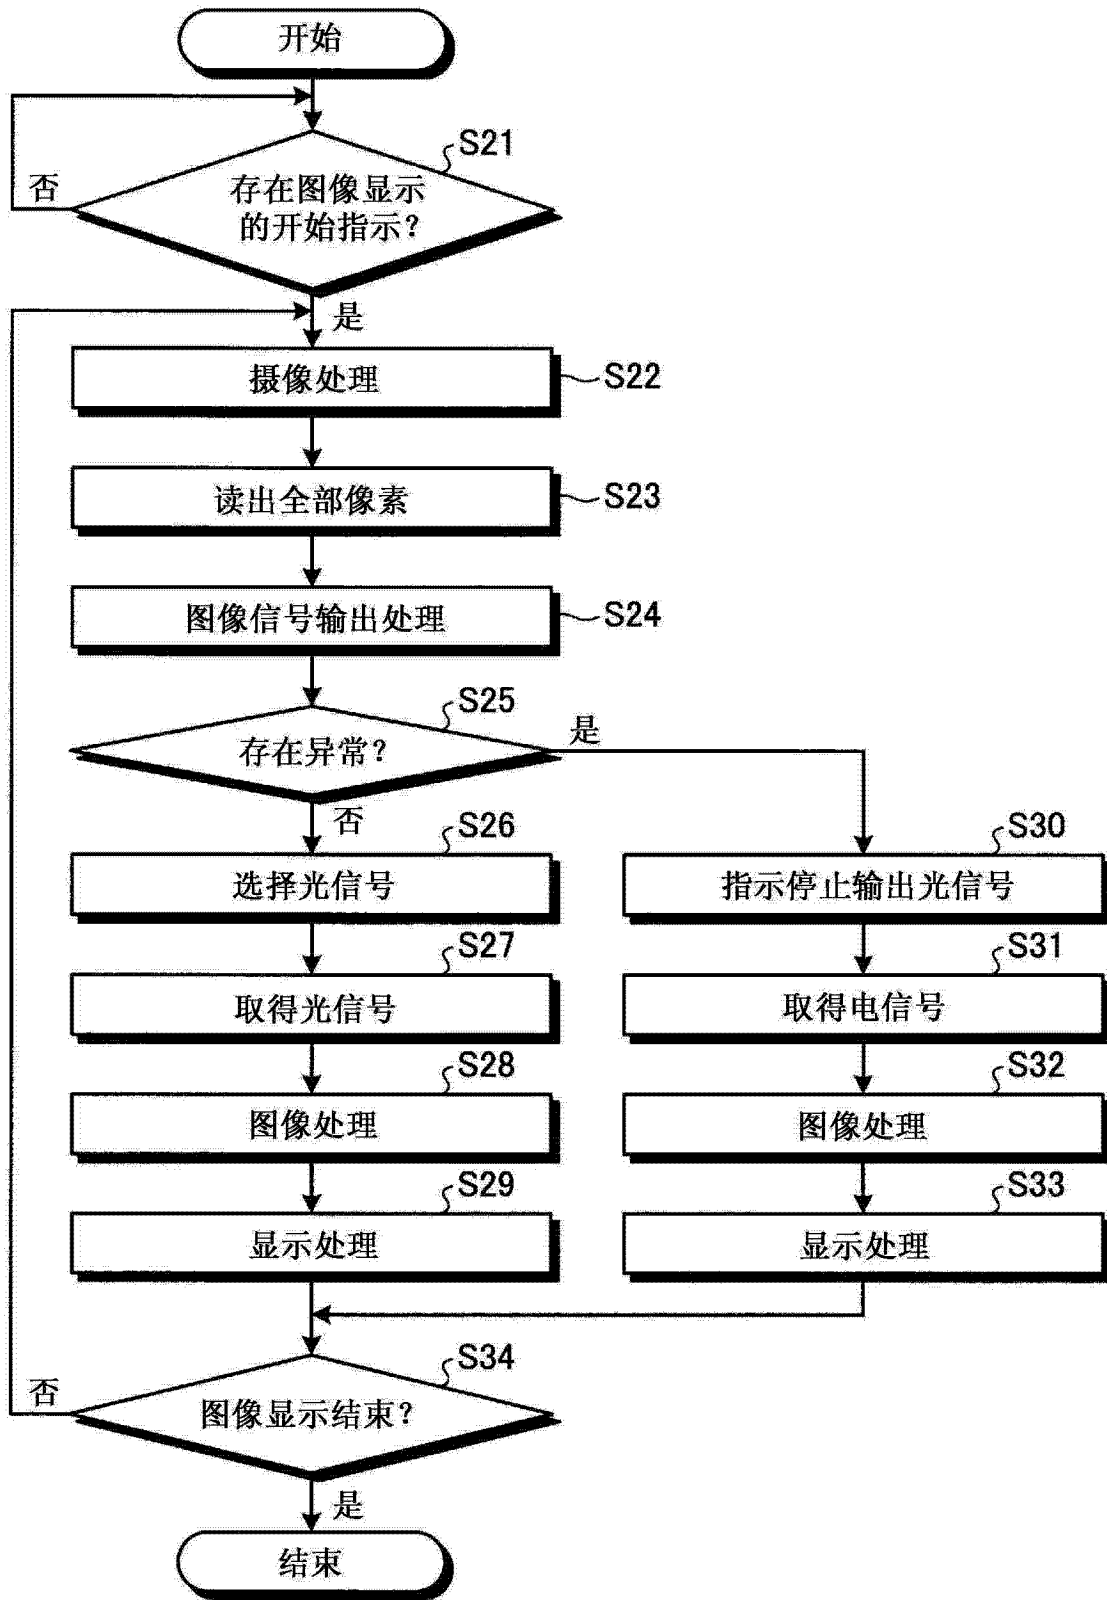 开始
S21
否
存在图像显示
的开始指示？
是
摄像处理
S22
读出全部像素
S23
图像信号输出处理
S24
S25
存在异常？
是
否
S26
选择光信号
S30
指示停止输出光信号
S27
取得光信号
S31
取得电信号
S28
图像处理
S32
图像处理
S29
显示处理
S33
显示处理
S34
否
图像显示结束？
是
结束